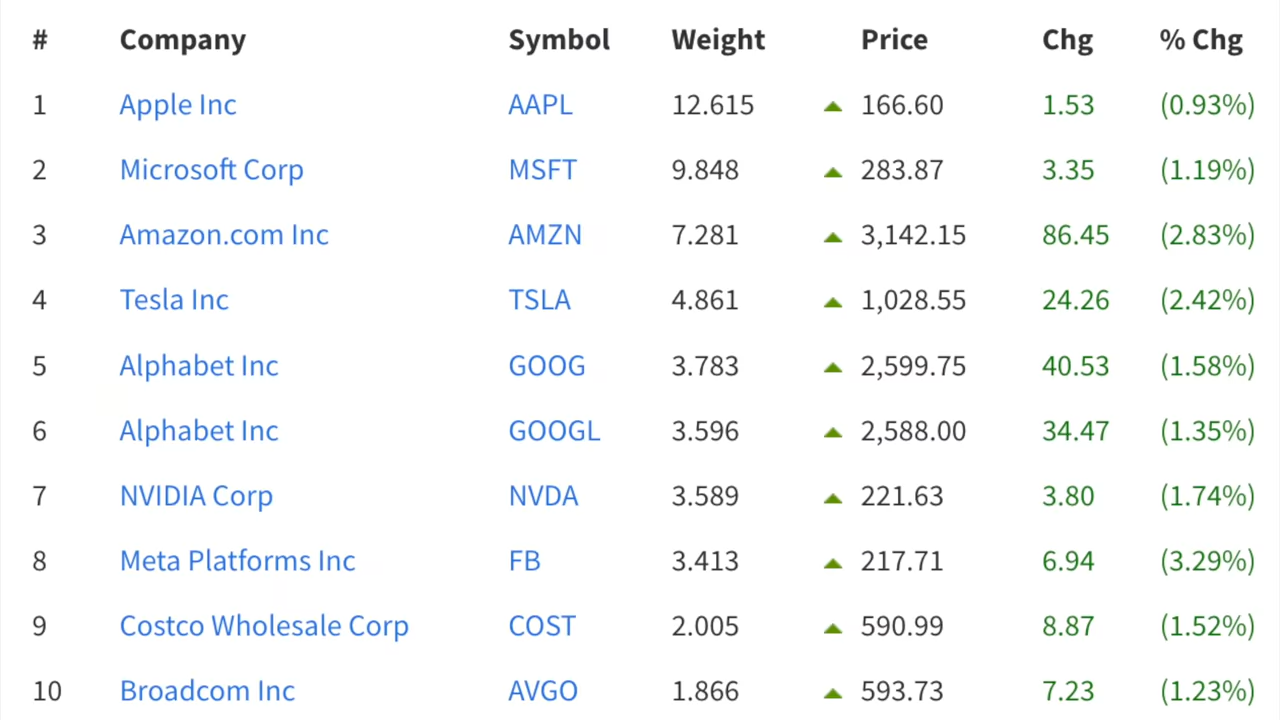 # Company Symbol Weight Price Chg % Chg
1 Apple Inc AAPL 12.615 166.60 1.53 (0.93%)
2 Microsoft Corp MSFT 9.848 283.87 3.35 (1.19%)
3 Amazon.com Inc AMZN 7.281 3,142.15 86.45 (2.83%)
4 Tesla Inc TSLA 4.861 1,028.55 24.26 (2.42%)
5 Alphabet Inc GOOG 3.783 2,599.75 40.53 (1.58%)
6 Alphabet Inc GOOGL 3.596 2,588.00 34.47 (1.35%)
7 NVIDIA Corp NVDA 3.589 221.63 3.80 (1.74%)
8 Meta Platforms Inc FB 3.413 217.71 6.94 (3.29%)
9 Costco Wholesale Corp COST 2.005 590.99 8.87 (1.52%)
10 Broadcom Inc AVGO 1.866 593.73 7.23 (1.23%)